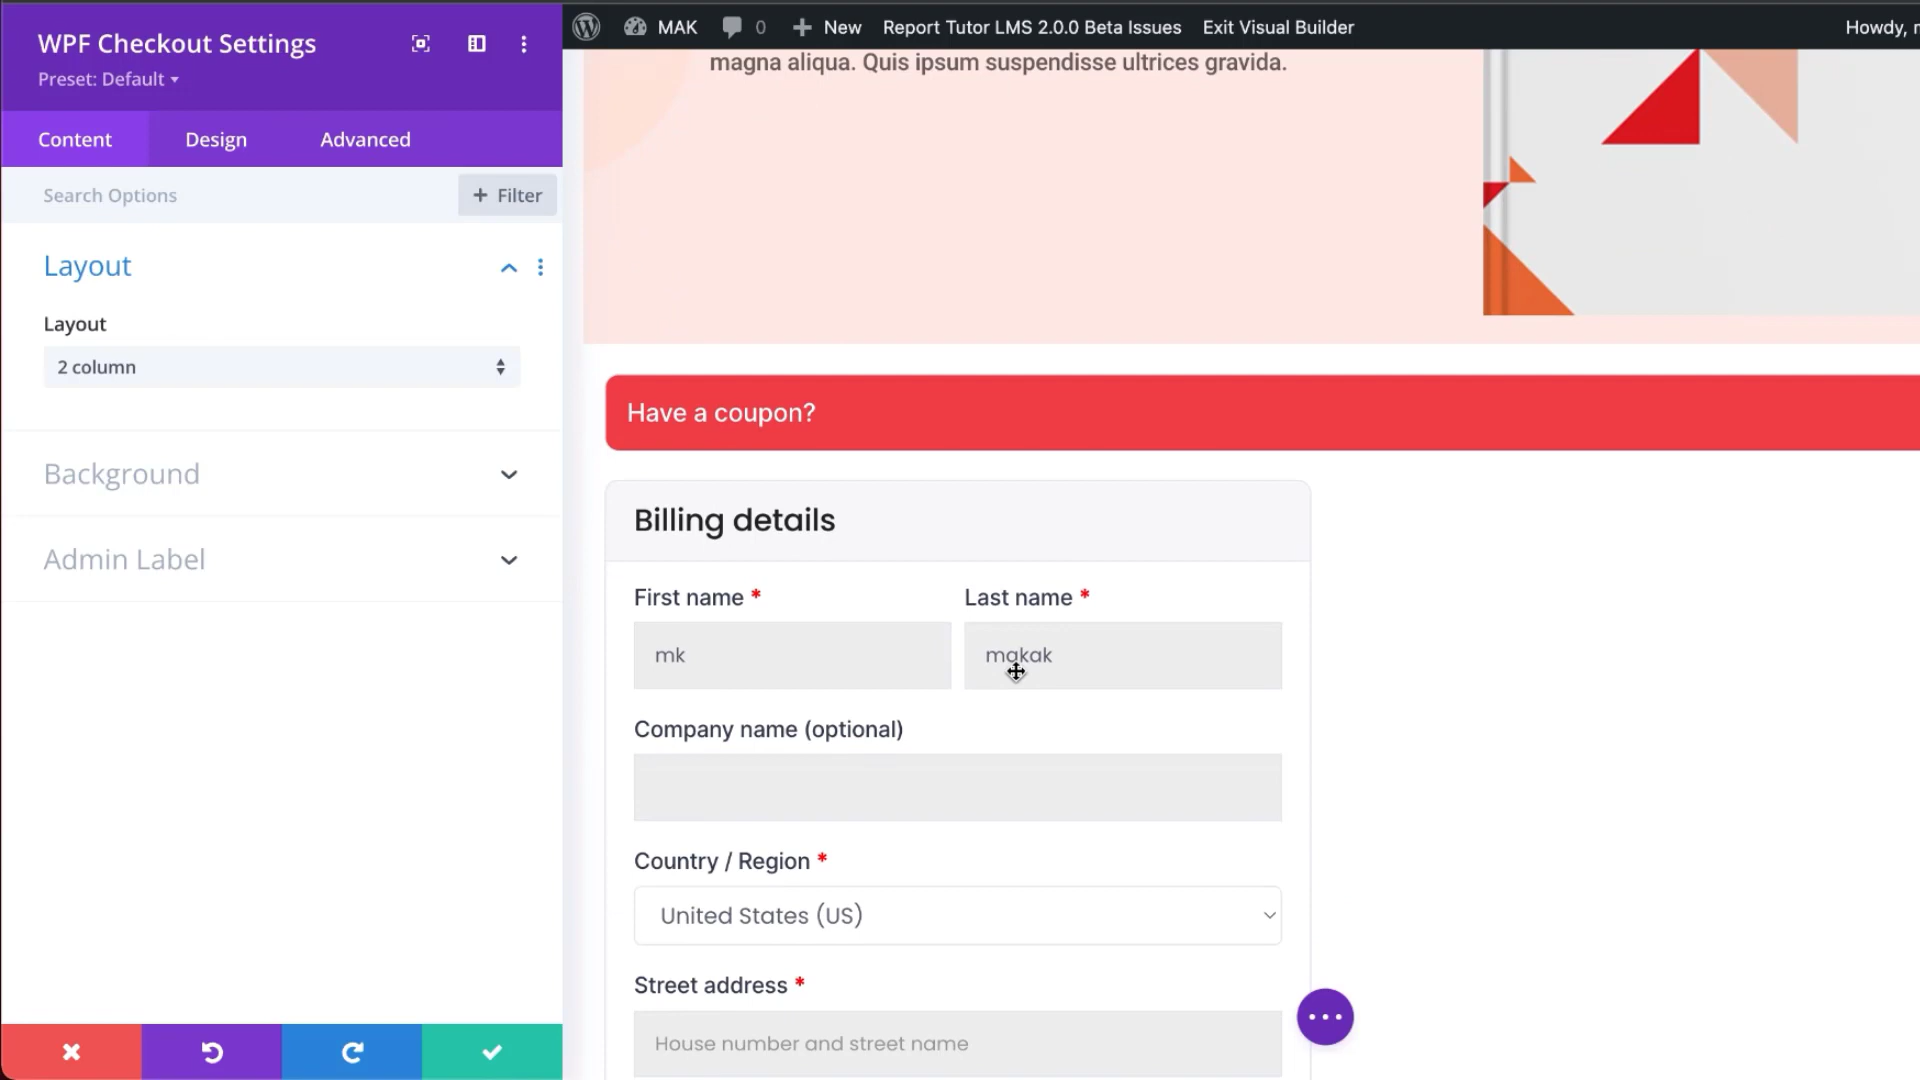 WPF Checkout Settings
Preset: Default
Content
Design
Advanced
Search Options
+ Filter
Layout
Layout
2 column
Background
Admin Label
MAK
0
New
Report Tutor LMS 2.0.0 Beta Issues
Exit Visual Builder
Howdy,
magna aliqua. Quis ipsum suspendisse ultrices gravida.
Have a coupon?
Billing details
First name *
Last name *
mk
makak
Company name (optional)
Country / Region *
United States (US)
Street address *
House number and street name